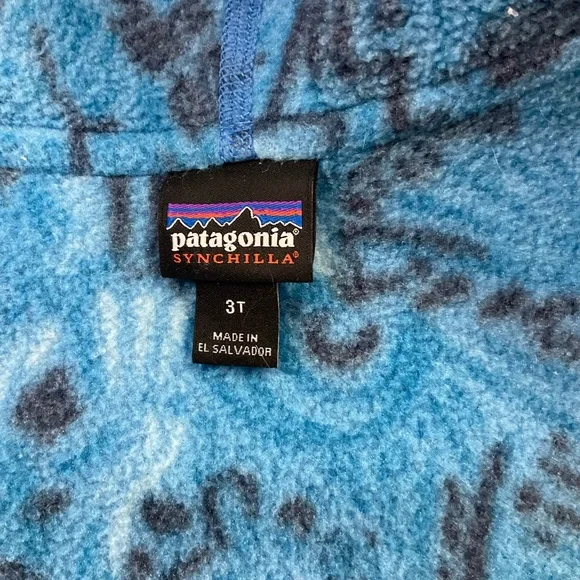 patagonia®
SYNCHILLA®
3T
MADE IN
EL SALVADOR